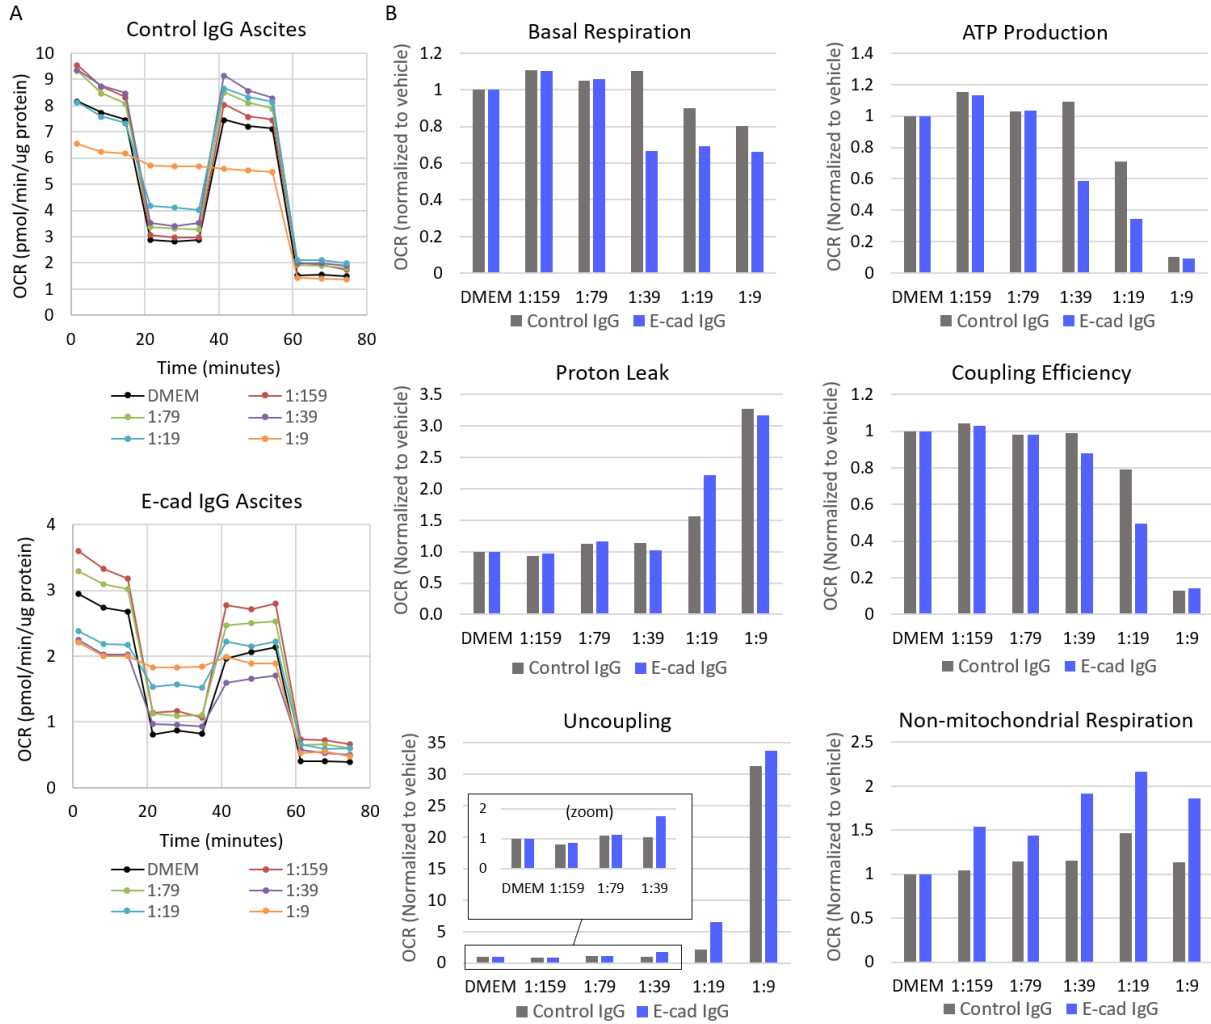 A
Control IgG Ascites
OCR (pmol/min/ug protein)
10
9
8
7
6
5
4
3
2
1
0
0 20 40 60 80
Time (minutes)
DMEM 1:159
1:79 1:39
1:19 1:9
E-cad IgG Ascites
OCR (pmol/min/ug protein)
4
3
2
1
0
0 20 40 60 80
Time (minutes)
DMEM 1:159
1:79 1:39
1:19 1:9
B
Basal Respiration
OCR (normalized to vehicle)
1.2
1
0.8
0.6
0.4
0.2
0
DMEM 1:159 1:79 1:39 1:19 1:9
Control IgG E-cad IgG
ATP Production
OCR (Normalized to vehicle)
1.4
1.2
1
0.8
0.6
0.4
0.2
0
DMEM 1:159 1:79 1:39 1:19 1:9
Control IgG E-cad IgG
Proton Leak
OCR (Normalized to vehicle)
3.5
3.0
2.5
2.0
1.5
1.0
0.5
0.0
DMEM 1:159 1:79 1:39 1:19 1:9
Control IgG E-cad IgG
Coupling Efficiency
OCR (Normalized to vehicle)
1.2
1
0.8
0.6
0.4
0.2
0
DMEM 1:159 1:79 1:39 1:19 1:9
Control IgG E-cad IgG
Uncoupling
OCR (Normalized to vehicle)
35
30
25
20
15
10
5
0
(zoom)
2
1
0
DMEM 1:159 1:79 1:39
DMEM 1:159 1:79 1:39 1:19 1:9
Control IgG E-cad IgG
Non-mitochondrial Respiration
OCR (Normalized to vehicle)
2.5
2
1.5
1
0.5
0
DMEM 1:159 1:79 1:39 1:19 1:9
Control IgG E-cad IgG